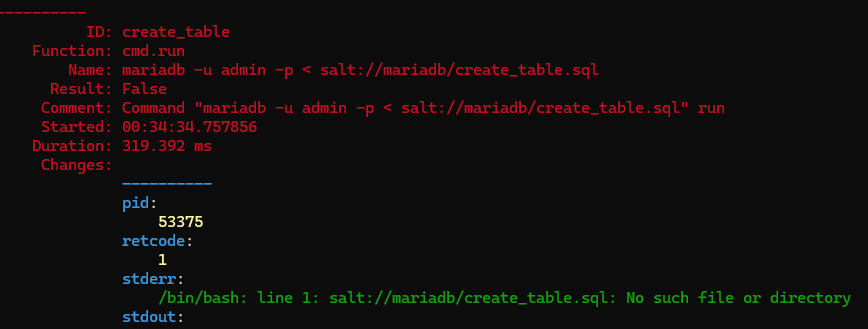 ----------
ID: create_table
Function: cmd.run
Name: mariadb -u admin -p < salt://mariadb/create_table.sql
Result: False
Comment: Command "mariadb -u admin -p < salt://mariadb/create_table.sql" run
Started: 00:34:34.757856
Duration: 319.392 ms
Changes:
----------
pid:
53375
retcode:
1
stderr:
/bin/bash: line 1: salt://mariadb/create_table.sql: No such file or directory
stdout: